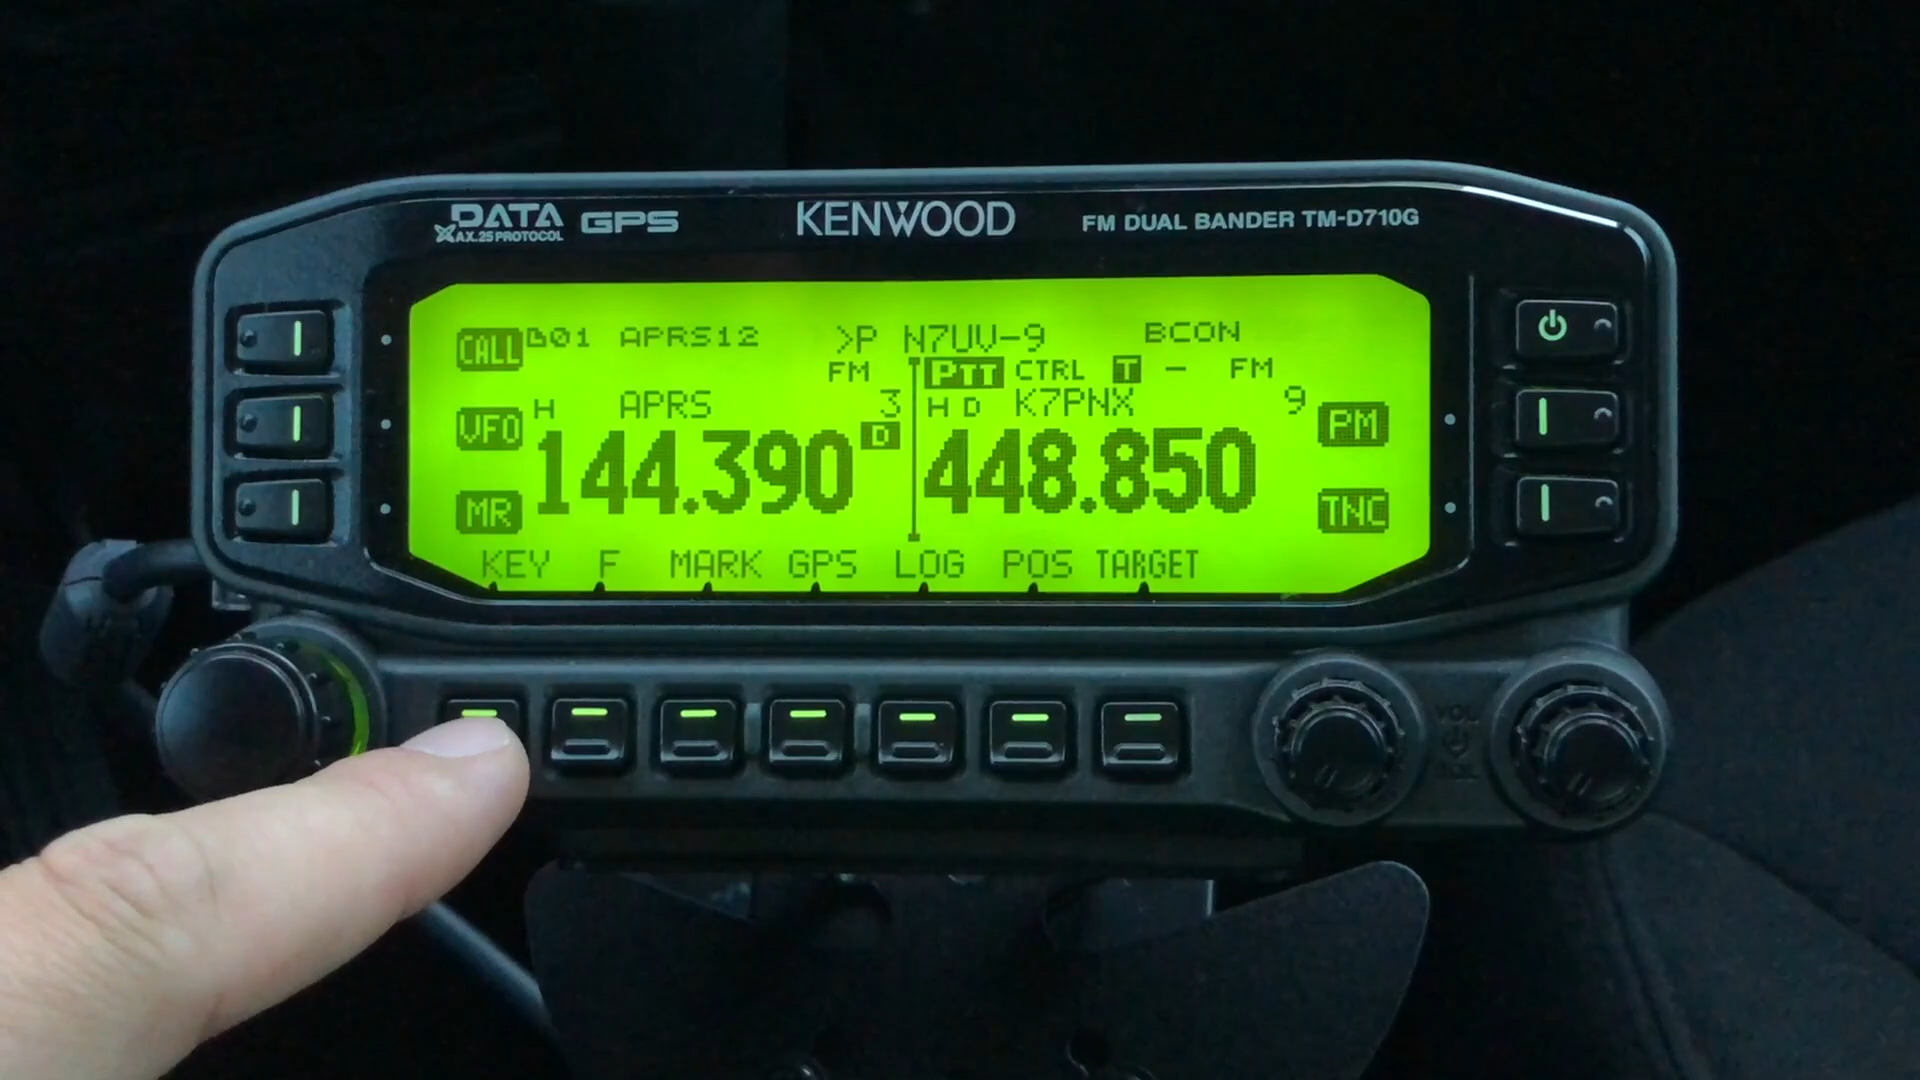 DATA
AX.25 PROTOCOL
GPS
KENWOOD
FM DUAL BANDER TM-D710G
CALL 01 APRS12 >P N7UV-9 BCON
FM PTT CTRL T - FM
H APRS 3 H D K7PNX 9
VFO 144.390 D 448.850 PM
MR TNC
KEY F MARK GPS LOG POS TARGET
VOL